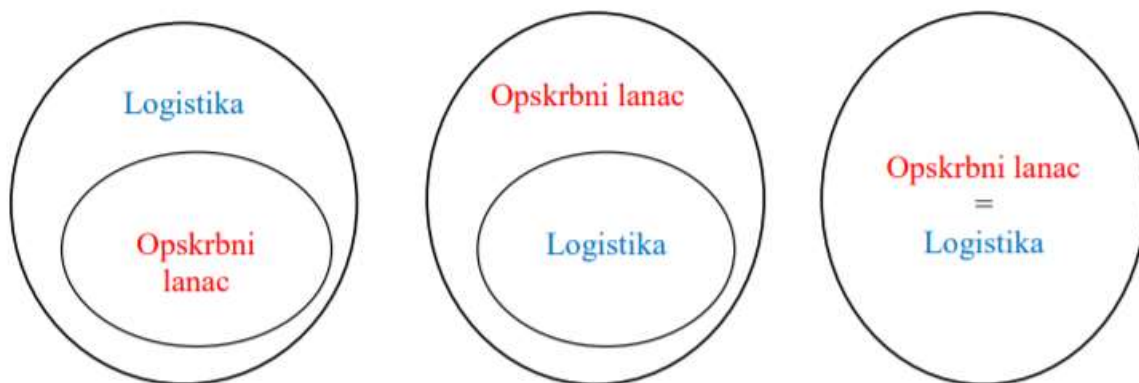 Logistika
Opskrbni
lanac
Opskrbni lanac
Logistika
Opskrbni lanac
=
Logistika